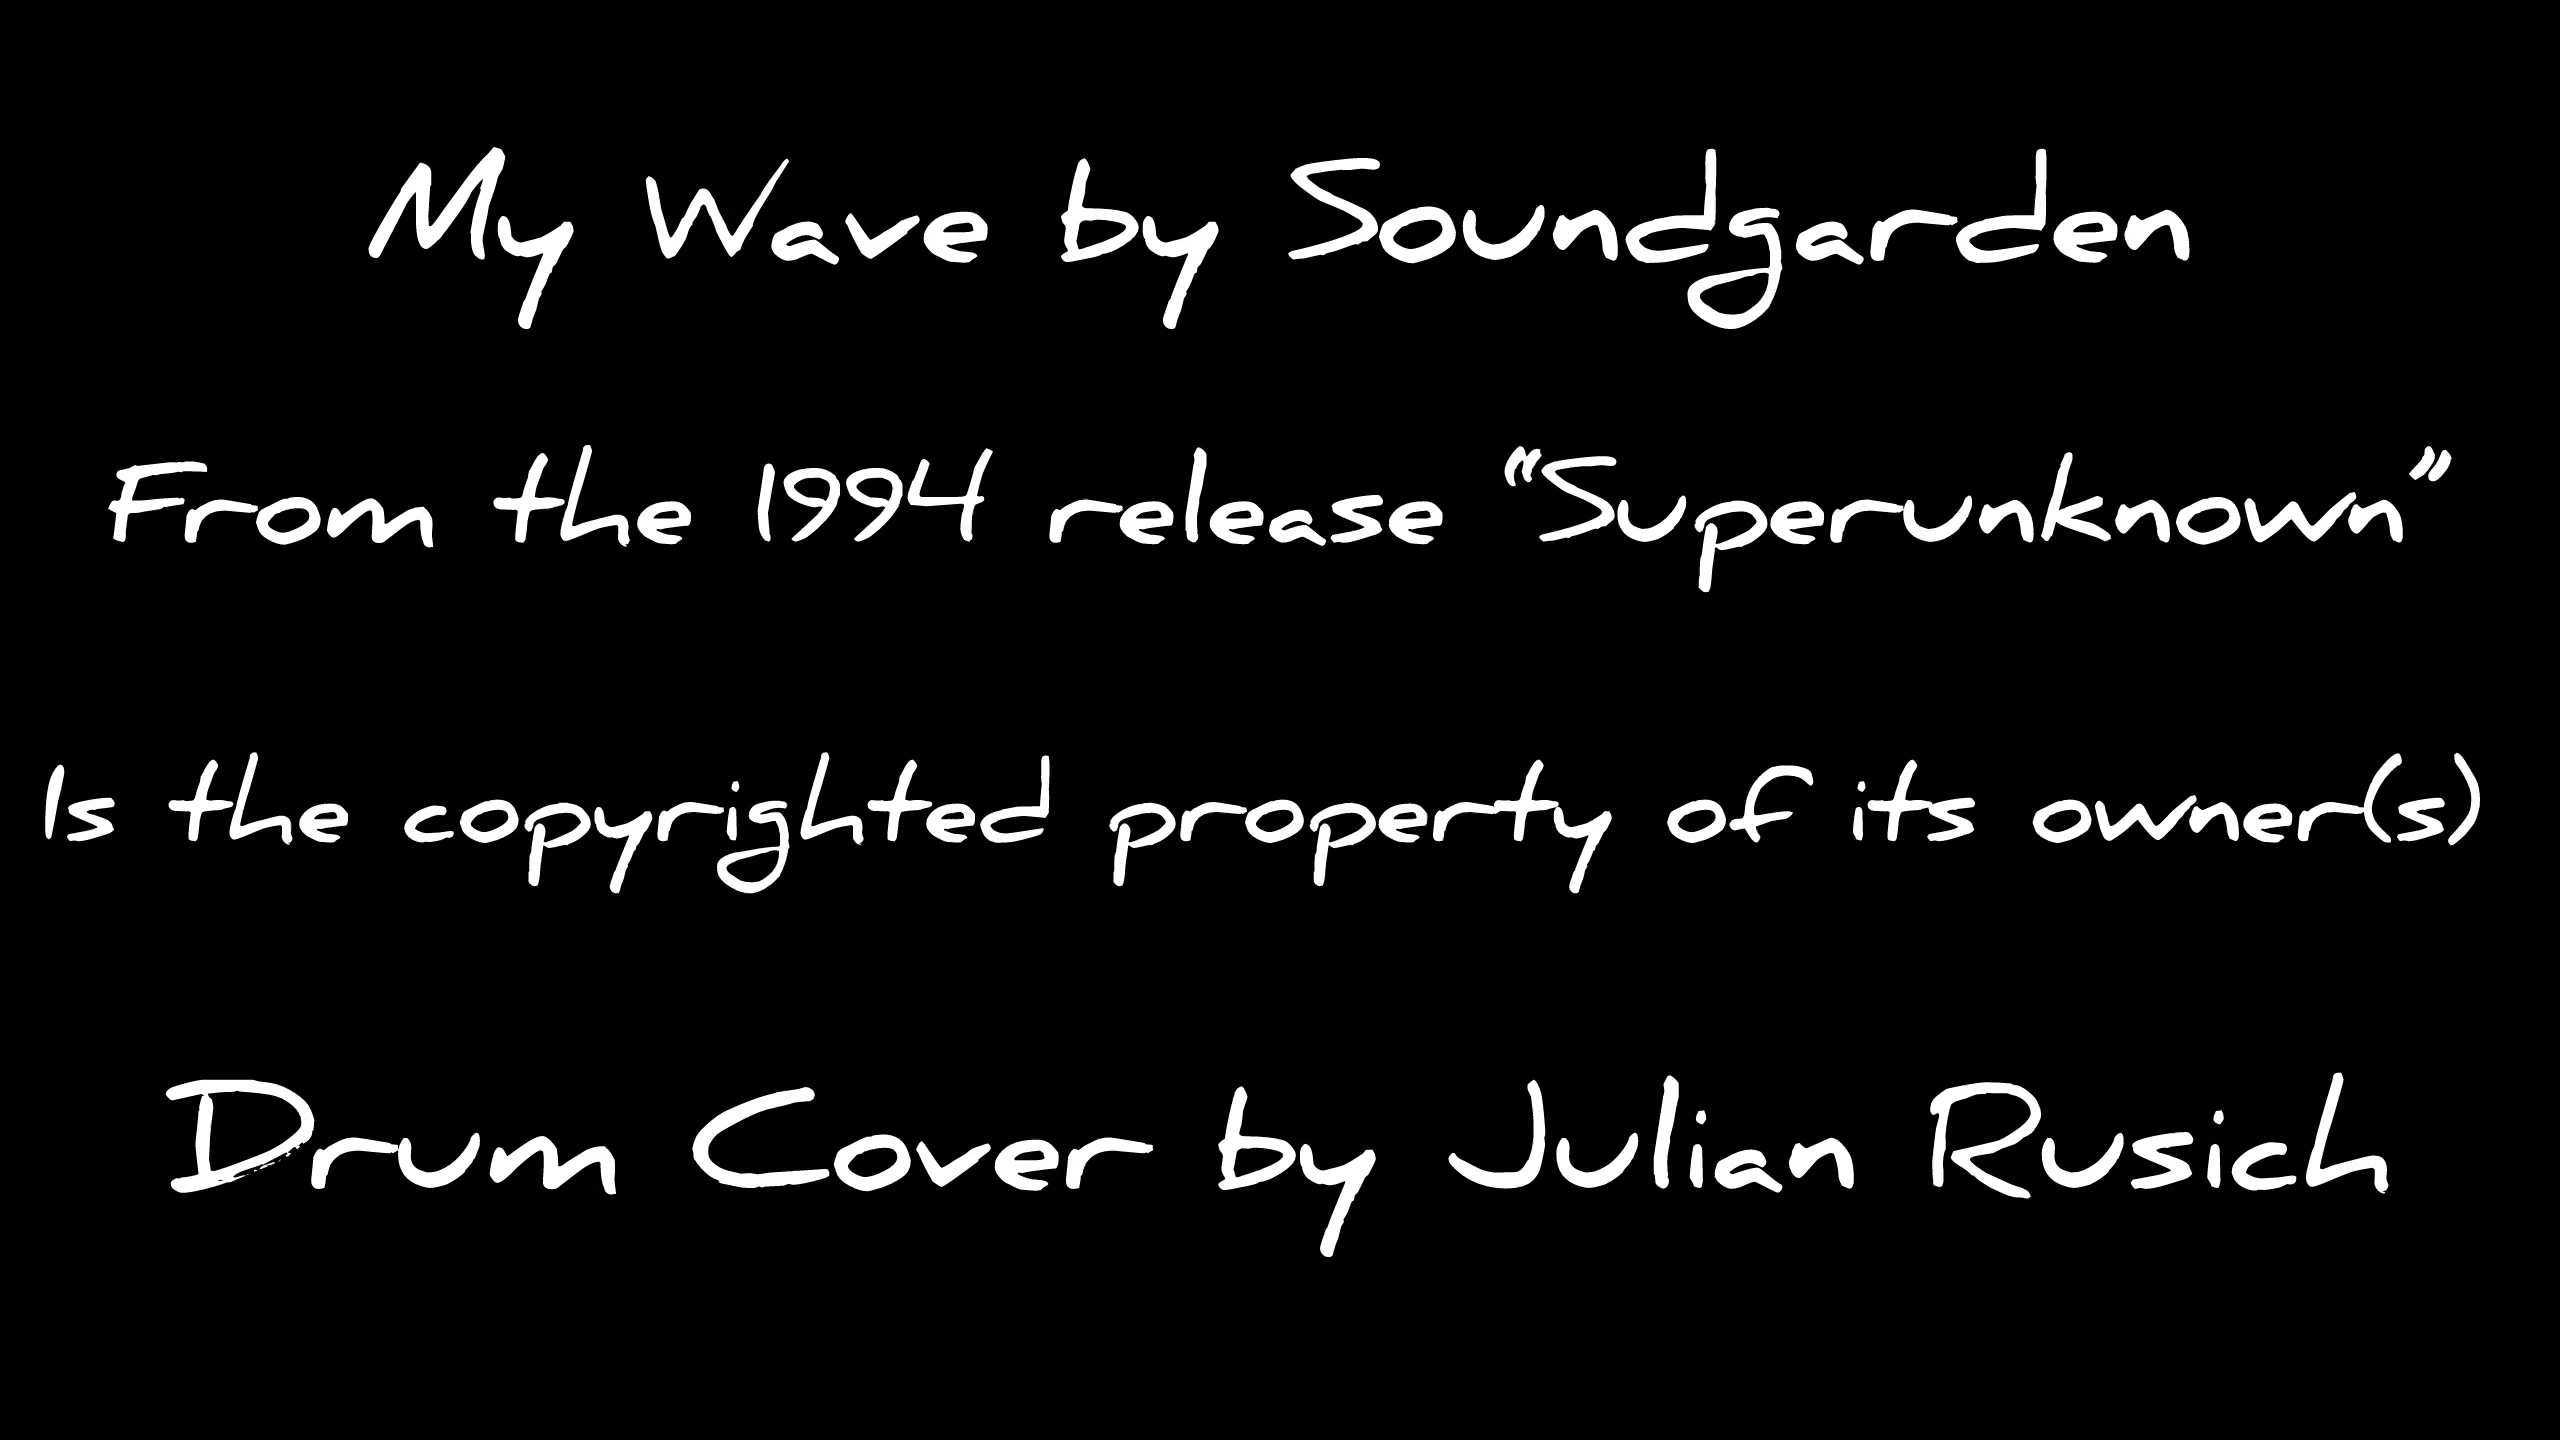 My Wave by Soundgarden
From the 1994 release “Superunknown”
Is the copyrighted property of its owner(s)
Drum Cover by Julian Rusich